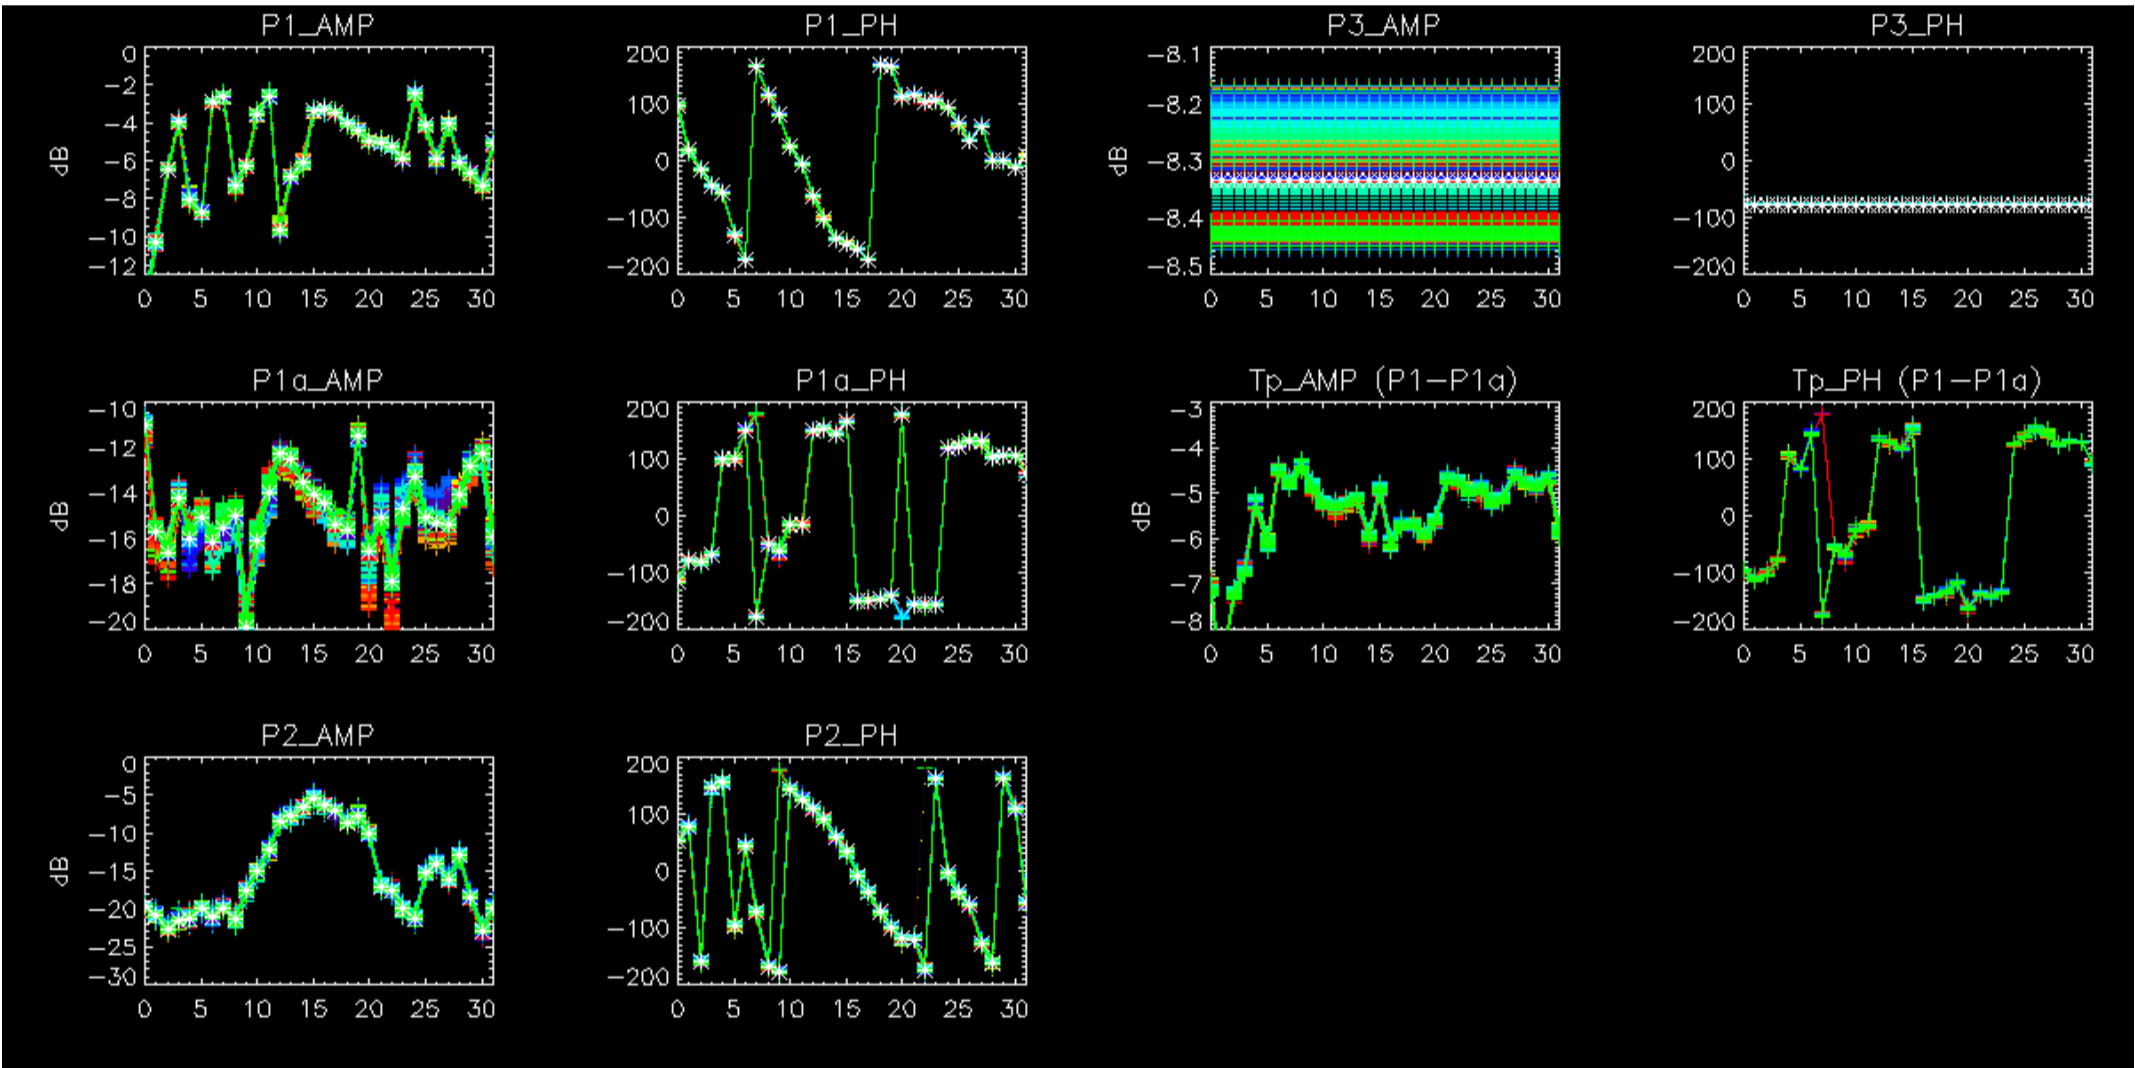 P1_AMP
P1_PH
P3_AMP
P3_PH
0
-2
-4
-6
-8
-10
-12
dB
0 5 10 15 20 25 30
200
100
0
-100
-200
0 5 10 15 20 25 30
-8.1
-8.2
-8.3
-8.4
-8.5
dB
0 5 10 15 20 25 30
200
100
0
-100
-200
0 5 10 15 20 25 30
P1a_AMP
P1a_PH
Tp_AMP (P1-P1a)
Tp_PH (P1-P1a)
-10
-12
-14
-16
-18
-20
dB
0 5 10 15 20 25 30
200
100
0
-100
-200
0 5 10 15 20 25 30
-3
-4
-5
-6
-7
-8
dB
0 5 10 15 20 25 30
200
100
0
-100
-200
0 5 10 15 20 25 30
P2_AMP
P2_PH
0
-5
-10
-15
-20
-25
-30
dB
0 5 10 15 20 25 30
200
100
0
-100
-200
0 5 10 15 20 25 30